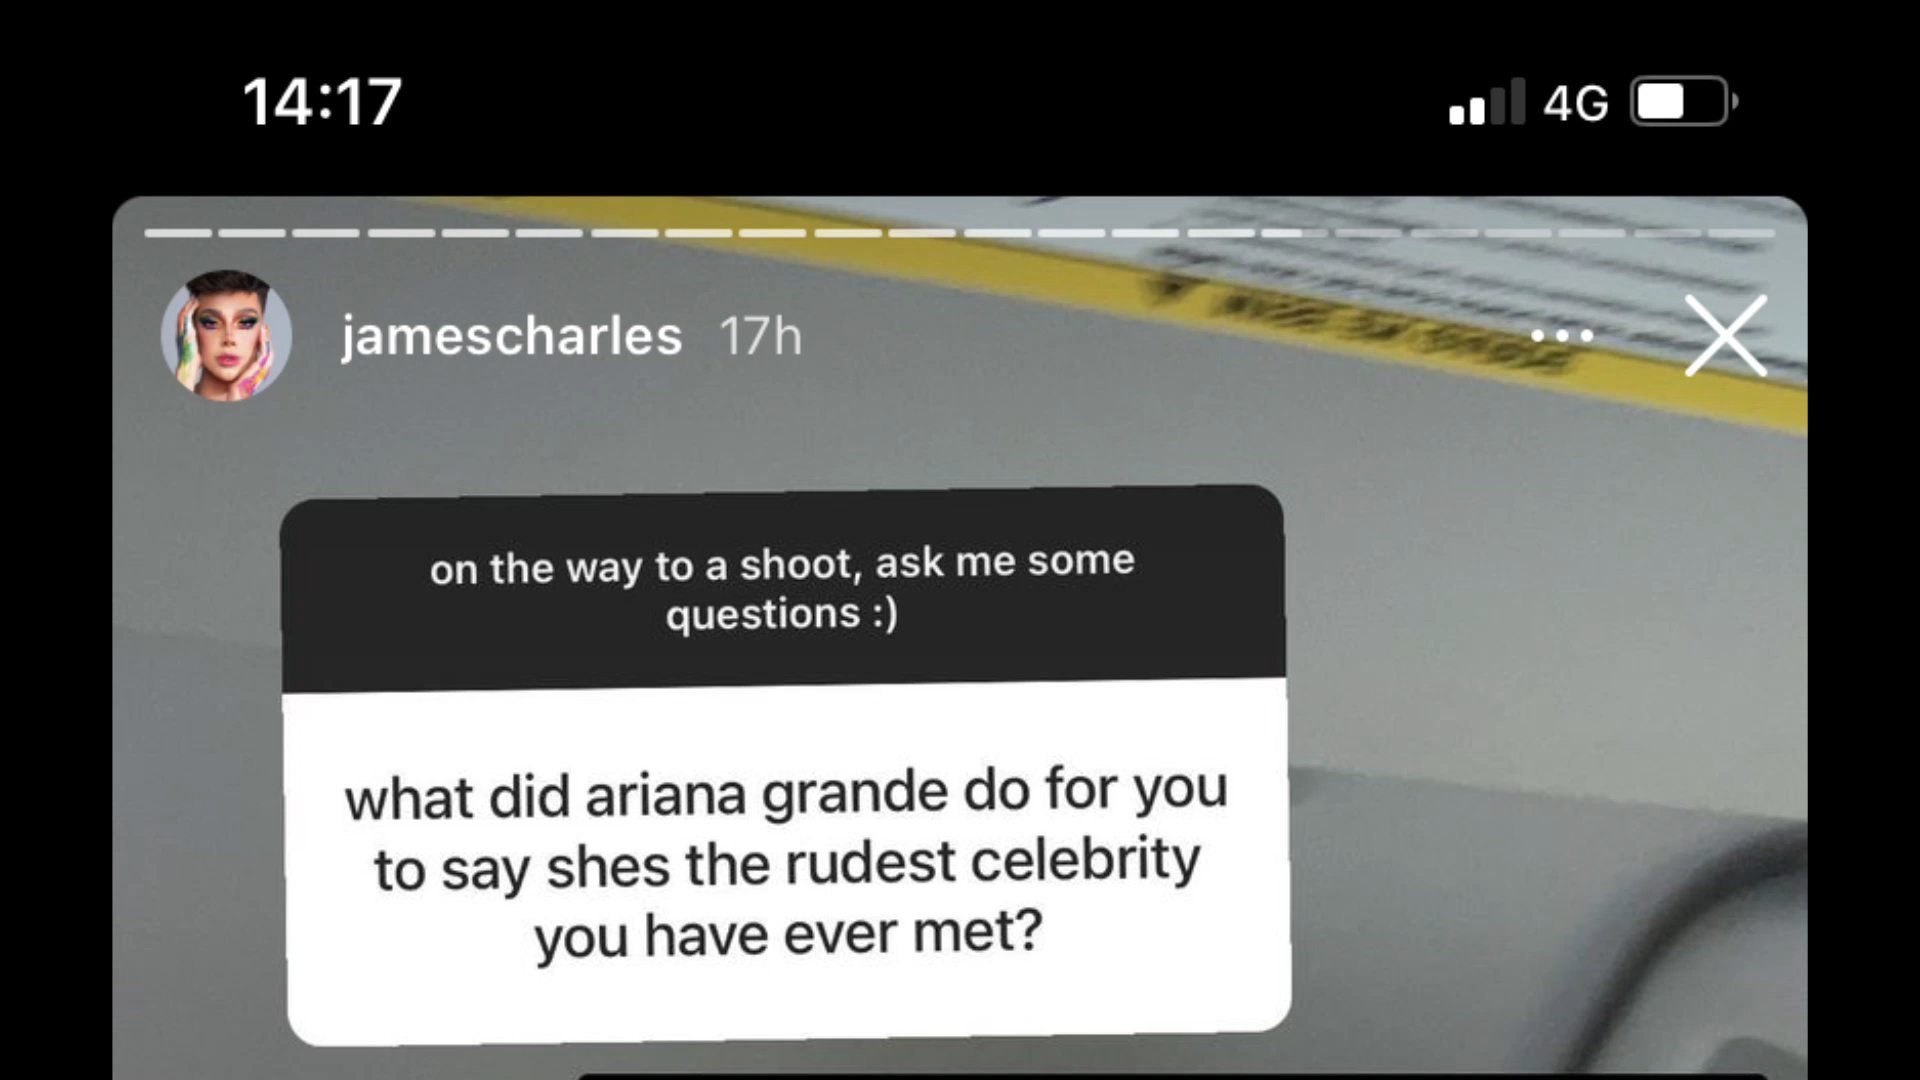 14:17 4G
jamescharles 17h
on the way to a shoot, ask me some
questions :)
what did ariana grande do for you
to say shes the rudest celebrity
you have ever met?